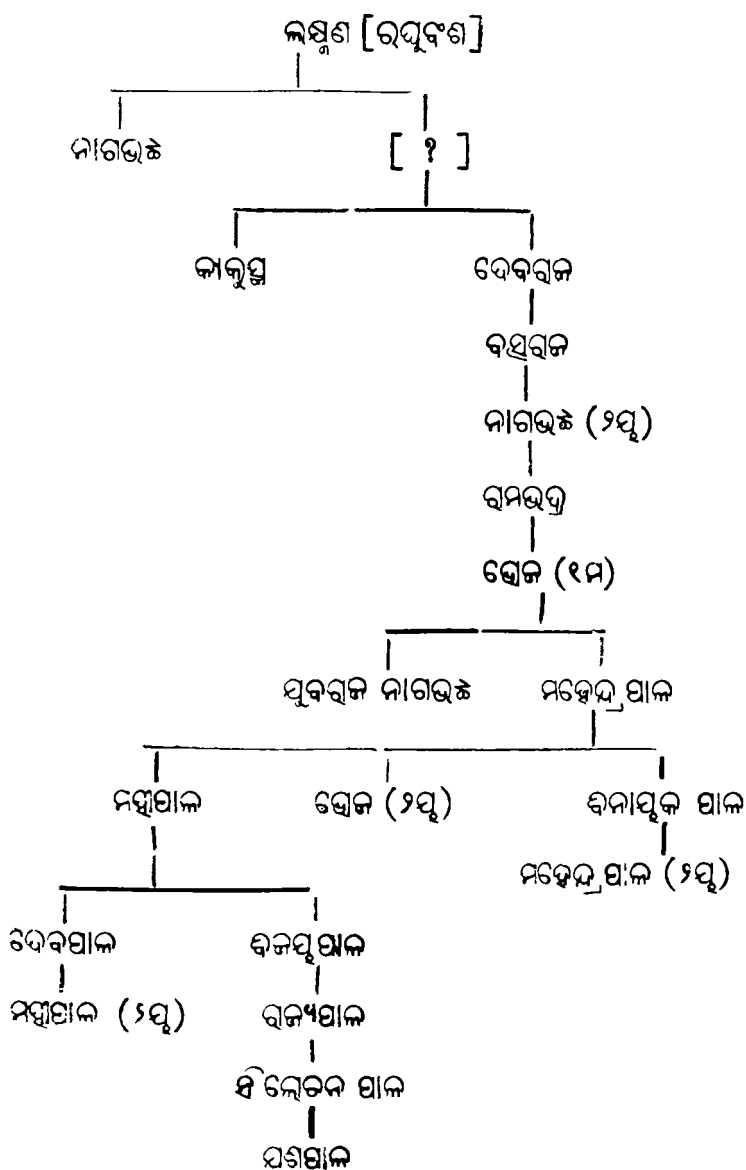 ଲକ୍ଷ୍ମଣ [ରଘୁବଂଶ]
ନାଗଭଟ୍ଟ [ ? ]
କାକୁସ୍ଥ ଦେବରାଜ
ବତ୍ସରାଜ
ନାଗଭଟ୍ଟ (୨ୟ)
ରାମଭଦ୍ର
ଭୋଜ (୧ମ)
ଯୁବରାଜ ନାଗଭଟ୍ଟ ମହେନ୍ଦ୍ରପାଳ
ମହୀପାଳ ଭୋଜ (୨ୟ) ବିନାୟକ ପାଳ
ମହେନ୍ଦ୍ରପାଳ (୨ୟ)
ଦେବପାଳ ବିଜୟପାଳ
ମହୀପାଳ (୨ୟ) ରାଜ୍ୟପାଳ
ତ୍ରିଲୋଚନ ପାଳ
ଯଶପାଳ